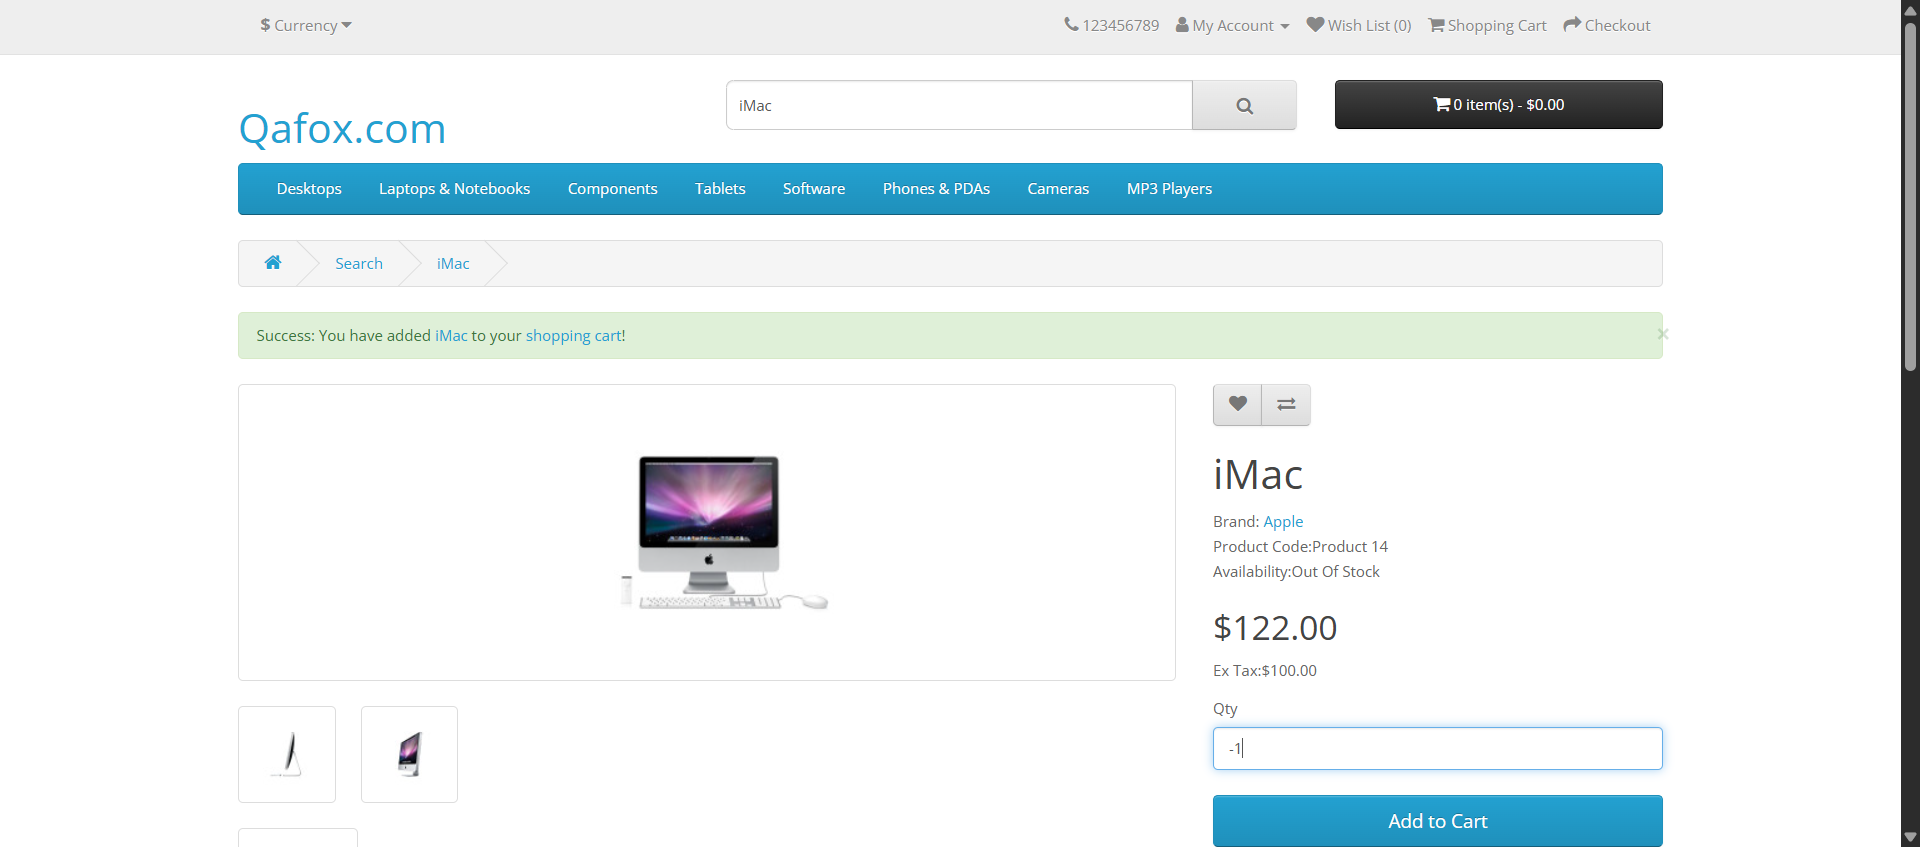 $ Currency
123456789 My Account Wish List (0) Shopping Cart Checkout
Qafox.com
iMac
0 item(s) - $0.00
Desktops Laptops & Notebooks Components Tablets Software Phones & PDAs Cameras MP3 Players
Search iMac
Success: You have added iMac to your shopping cart!
×
iMac
Brand: Apple
Product Code:Product 14
Availability:Out Of Stock
$122.00
Ex Tax:$100.00
Qty
-1
Add to Cart